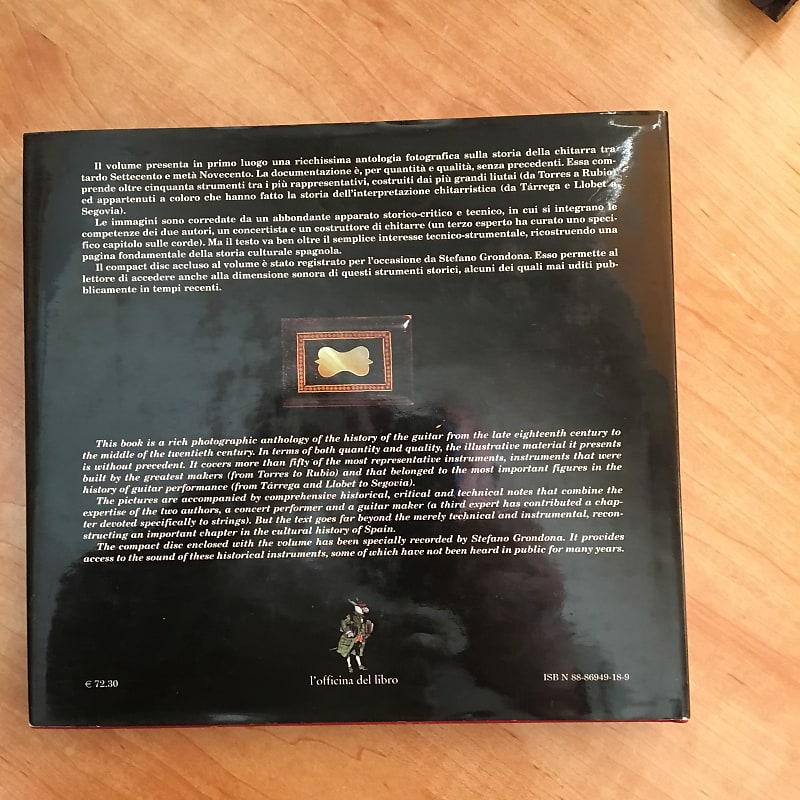 Il volume presenta in primo luogo una ricchissima antologia fotografica sulla storia della chitarra tra
tardo Settecento e metà Novecento. La documentazione è, per quantità e qualità, senza precedenti. Essa com-
prende oltre cinquanta strumenti tra i più rappresentativi, costruiti dai più grandi liutai (da Torres a Rubio)
ed appartenuti a coloro che hanno fatto la storia dell'interpretazione chitarristica (da Tárrega e Llobet a
Segovia).
Le immagini sono corredate da un abbondante apparato storico-critico e tecnico, in cui si integrano le
competenze dei due autori, un concertista e un costruttore di chitarre (un terzo esperto ha curato uno speci-
fico capitolo sulle corde). Ma il testo va ben oltre il semplice interesse tecnico-strumentale, ricostruendo una
pagina fondamentale della storia culturale spagnola.
Il compact disc accluso al volume è stato registrato per l'occasione da Stefano Grondona. Esso permette al
lettore di accedere anche alla dimensione sonora di questi strumenti storici, alcuni dei quali mai uditi pub-
blicamente in tempi recenti.
This book is a rich photographic anthology of the history of the guitar from the late eighteenth century to
the middle of the twentieth century. In terms of both quantity and quality, the illustrative material it presents
is without precedent. It covers more than fifty of the most representative instruments, instruments that were
built by the greatest makers (from Torres to Rubio) and that belonged to the most important figures in the
history of guitar performance (from Tárrega and Llobet to Segovia).
The pictures are accompanied by comprehensive historical, critical and technical notes that combine the
expertise of the two authors, a concert performer and a guitar maker (a third expert has contributed a chap-
ter devoted specifically to strings). But the text goes far beyond the merely technical and instrumental, recon-
structing an important chapter in the cultural history of Spain.
The compact disc enclosed with the volume has been specially recorded by Stefano Grondona. It provides
access to the sound of these historical instruments, some of which have not been heard in public for many years.
€ 72.30
l'officina del libro
ISB N 88-86949-18-9